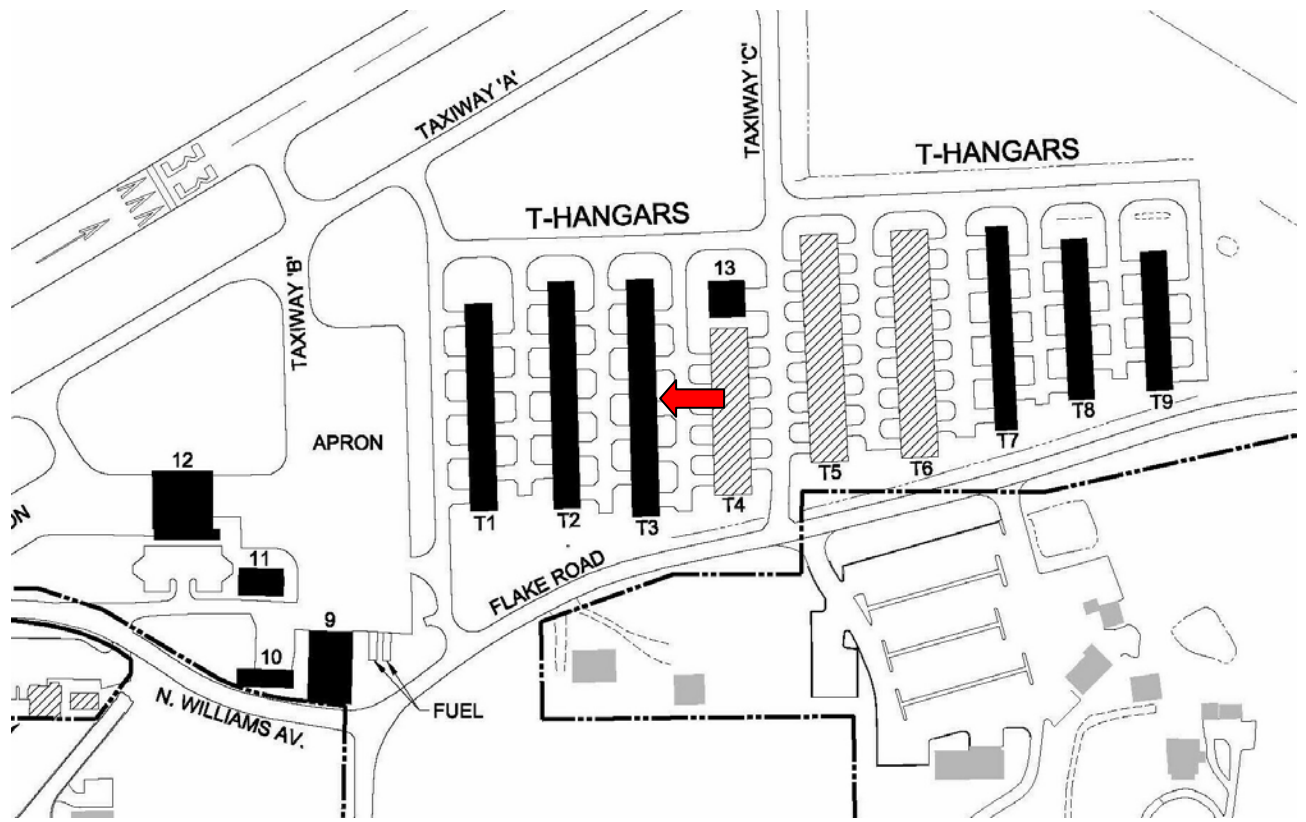 TAXIWAY 'A'
TAXIWAY 'C'
T-HANGARS
33
T-HANGARS
TAXIWAY 'B'
13
APRON
12
T1
T2
T3
T4
T5
T6
T7
T8
T9
ON
11
FLAKE ROAD
9
10
N. WILLIAMS AV.
FUEL